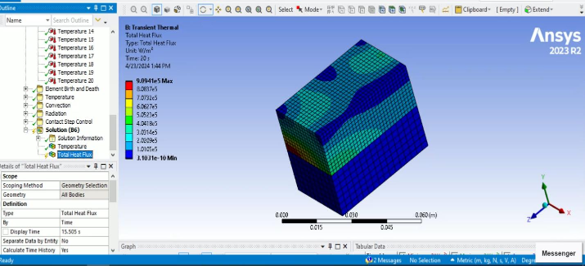 Outline
Name
Search Outline
Select
Mode
Clipboard
[ Empty ]
Extend
Temperature 14
Temperature 15
Temperature 16
Temperature 17
Temperature 18
Temperature 19
Temperature 20
Element Birth and Death
Temperature
Convection
Radiation
Contact Step Control
Solution (B6)
Solution Information
Temperature
Total Heat Flux
Details of "Total Heat Flux"
Scope
Scoping Method Geometry Selection
Geometry All Bodies
Definition
Type Total Heat Flux
By Time
Display Time 15.505 s
Separate Data by Entity No
Calculate Time History Yes
B: Transient Thermal
Total Heat Flux
Type: Total Heat Flux
Unit: W/m²
Time: 20 s
4/23/2024 1:44 PM
9.0941e5 Max
8.0837e5
7.0732e5
6.0627e5
5.0523e5
4.0418e5
3.0314e5
2.0209e5
1.0105e5
Min
Ansys
2023 R2
0.000
0.015
0.030
0.045
0.060 (m)
Y
X
Z
Graph
Tabular Data
Messenger
Ready
2 Messages
No Selection
Metric (m, kg, N, s, V, A)